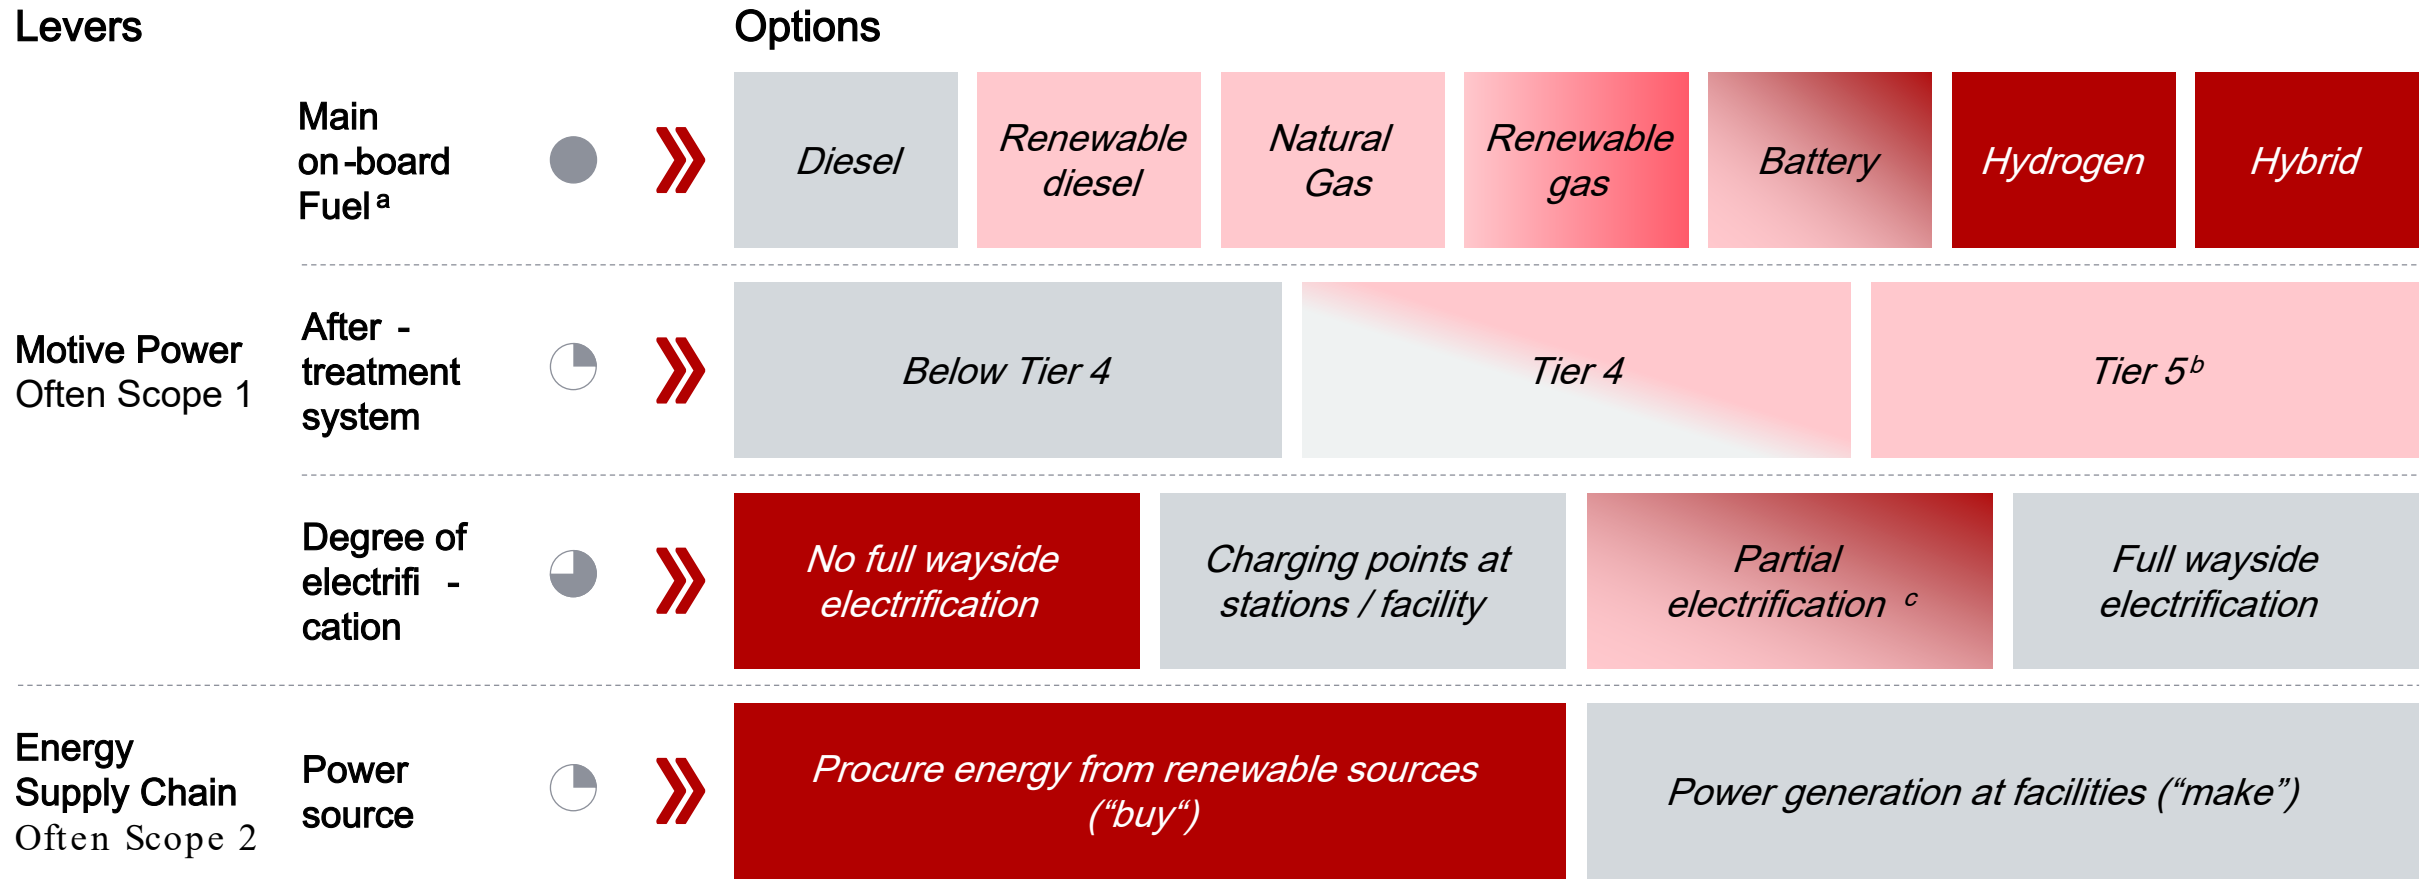 Levers
Options
Main
on-board
Fuel a
Diesel
Renewable
diesel
Natural
Gas
Renewable
gas
Battery
Hydrogen
Hybrid
Motive Power
Often Scope 1
After -
treatment
system
Below Tier 4
Tier 4
Tier 5 b
Degree of
electrifi -
cation
No full wayside
electrification
Charging points at
stations / facility
Partial
electrification c
Full wayside
electrification
Energy
Supply Chain
Often Scope 2
Power
source
Procure energy from renewable sources
(“buy“)
Power generation at facilities (“make”)